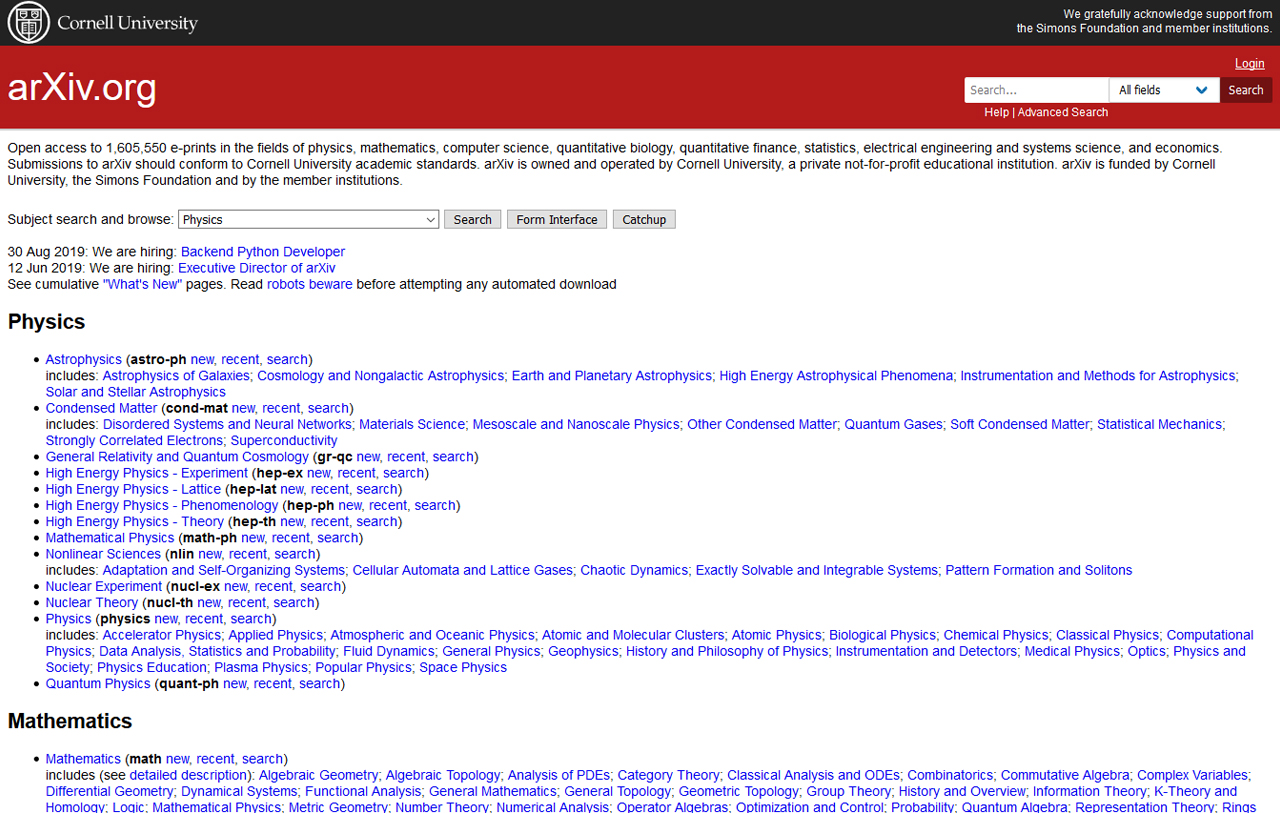 Cornell University
We gratefully acknowledge support from
the Simons Foundation and member institutions.
arXiv.org
Login
Search...
All fields
Search
Help | Advanced Search
Open access to 1,605,550 e-prints in the fields of physics, mathematics, computer science, quantitative biology, quantitative finance, statistics, electrical engineering and systems science, and economics.
Submissions to arXiv should conform to Cornell University academic standards. arXiv is owned and operated by Cornell University, a private not-for-profit educational institution. arXiv is funded by Cornell
University, the Simons Foundation and by the member institutions.
Subject search and browse: Physics Search Form Interface Catchup
30 Aug 2019: We are hiring: Backend Python Developer
12 Jun 2019: We are hiring: Executive Director of arXiv
See cumulative "What's New" pages. Read robots beware before attempting any automated download
Physics
• Astrophysics (astro-ph new, recent, search)
includes: Astrophysics of Galaxies; Cosmology and Nongalactic Astrophysics; Earth and Planetary Astrophysics; High Energy Astrophysical Phenomena; Instrumentation and Methods for Astrophysics;
Solar and Stellar Astrophysics
• Condensed Matter (cond-mat new, recent, search)
includes: Disordered Systems and Neural Networks; Materials Science; Mesoscale and Nanoscale Physics; Other Condensed Matter; Quantum Gases; Soft Condensed Matter; Statistical Mechanics;
Strongly Correlated Electrons; Superconductivity
• General Relativity and Quantum Cosmology (gr-qc new, recent, search)
• High Energy Physics - Experiment (hep-ex new, recent, search)
• High Energy Physics - Lattice (hep-lat new, recent, search)
• High Energy Physics - Phenomenology (hep-ph new, recent, search)
• High Energy Physics - Theory (hep-th new, recent, search)
• Mathematical Physics (math-ph new, recent, search)
• Nonlinear Sciences (nlin new, recent, search)
includes: Adaptation and Self-Organizing Systems; Cellular Automata and Lattice Gases; Chaotic Dynamics; Exactly Solvable and Integrable Systems; Pattern Formation and Solitons
• Nuclear Experiment (nucl-ex new, recent, search)
• Nuclear Theory (nucl-th new, recent, search)
• Physics (physics new, recent, search)
includes: Accelerator Physics; Applied Physics; Atmospheric and Oceanic Physics; Atomic and Molecular Clusters; Atomic Physics; Biological Physics; Chemical Physics; Classical Physics; Computational
Physics; Data Analysis, Statistics and Probability; Fluid Dynamics; General Physics; Geophysics; History and Philosophy of Physics; Instrumentation and Detectors; Medical Physics; Optics; Physics and
Society; Physics Education; Plasma Physics; Popular Physics; Space Physics
• Quantum Physics (quant-ph new, recent, search)
Mathematics
• Mathematics (math new, recent, search)
includes (see detailed description): Algebraic Geometry; Algebraic Topology; Analysis of PDEs; Category Theory; Classical Analysis and ODEs; Combinatorics; Commutative Algebra; Complex Variables;
Differential Geometry; Dynamical Systems; Functional Analysis; General Mathematics; General Topology; Geometric Topology; Group Theory; History and Overview; Information Theory; K-Theory and
Homology; Logic; Mathematical Physics; Metric Geometry; Number Theory; Numerical Analysis; Operator Algebras; Optimization and Control; Probability; Quantum Algebra; Representation Theory; Rings